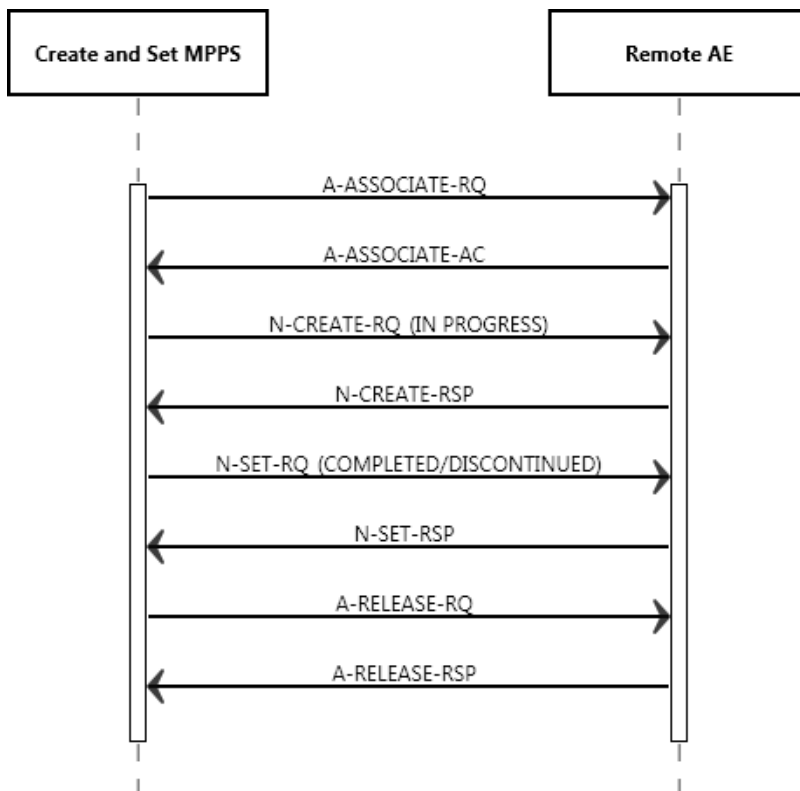 Create and Set MPPS
Remote AE
A-ASSOCIATE-RQ
A-ASSOCIATE-AC
N-CREATE-RQ (IN PROGRESS)
N-CREATE-RSP
N-SET-RQ (COMPLETED/DISCONTINUED)
N-SET-RSP
A-RELEASE-RQ
A-RELEASE-RSP